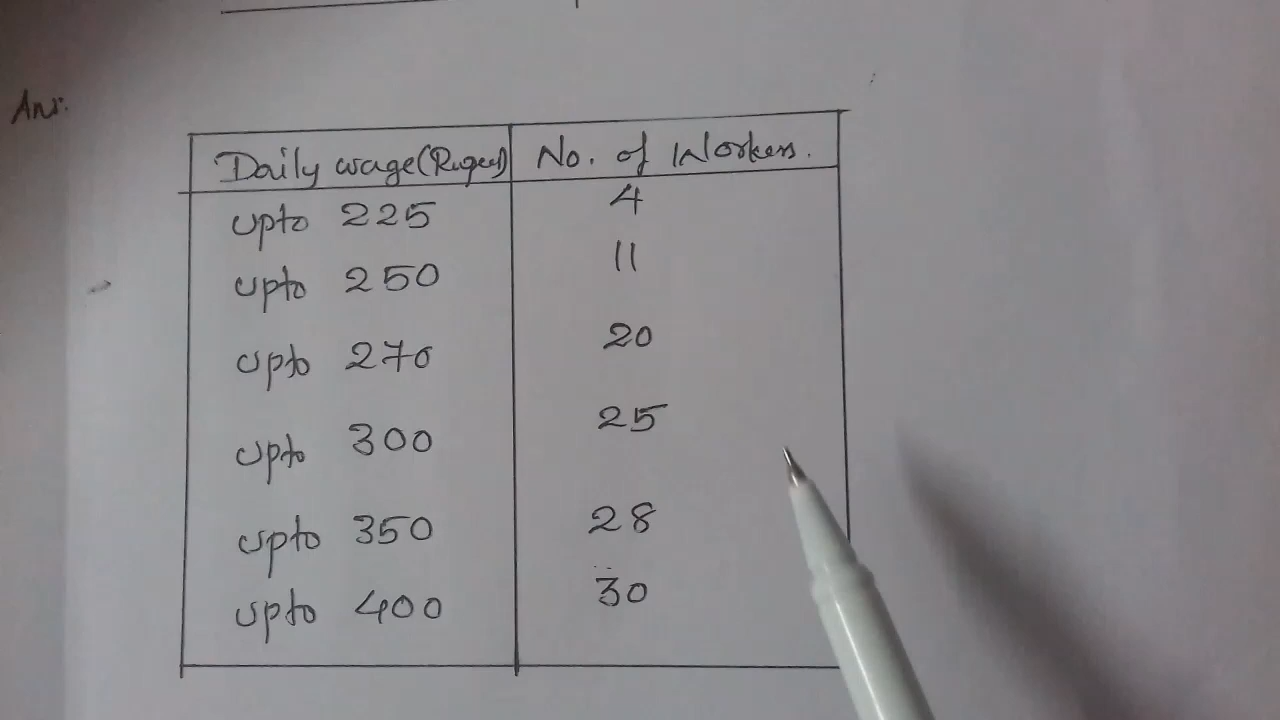 Ans:
Daily wage(Rupees) No. of Workers.
upto 225 4
upto 250 11
upto 270 20
upto 300 25
upto 350 28
upto 400 30